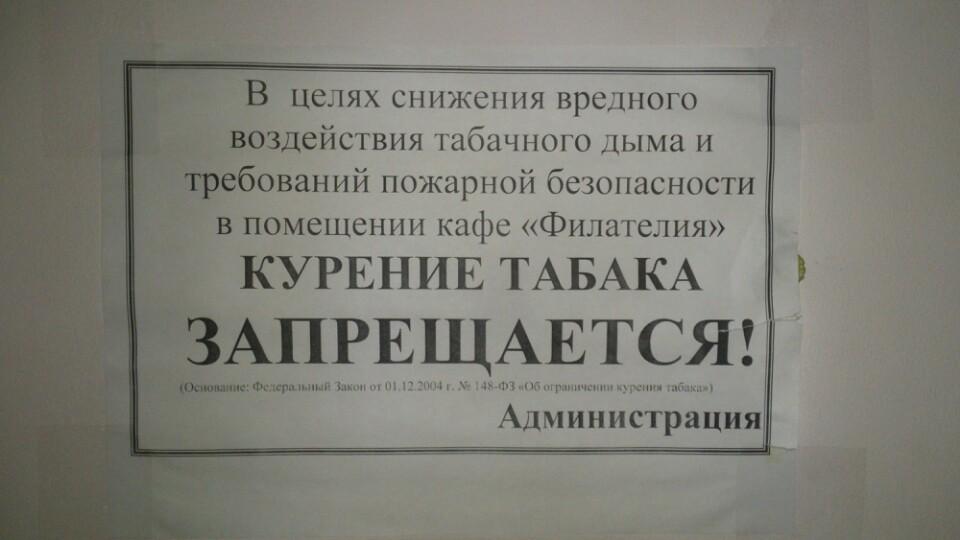 В целях снижения вредного
воздействия табачного дыма и
требований пожарной безопасности
в помещении кафе «Филателия»
КУРЕНИЕ ТАБАКА
ЗАПРЕЩАЕТСЯ!
(Основание: Федеральный Закон от 01.12.2004 г. № 148-ФЗ «Об ограничении курения табака»)
Администрация